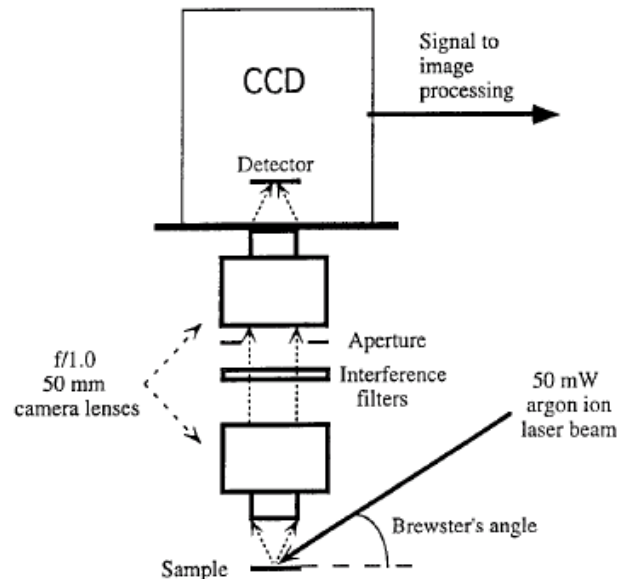 CCD
Signal to
image
processing
Detector
Aperture
Interference
filters
f/1.0
50 mm
camera lenses
50 mW
argon ion
laser beam
Brewster's angle
Sample